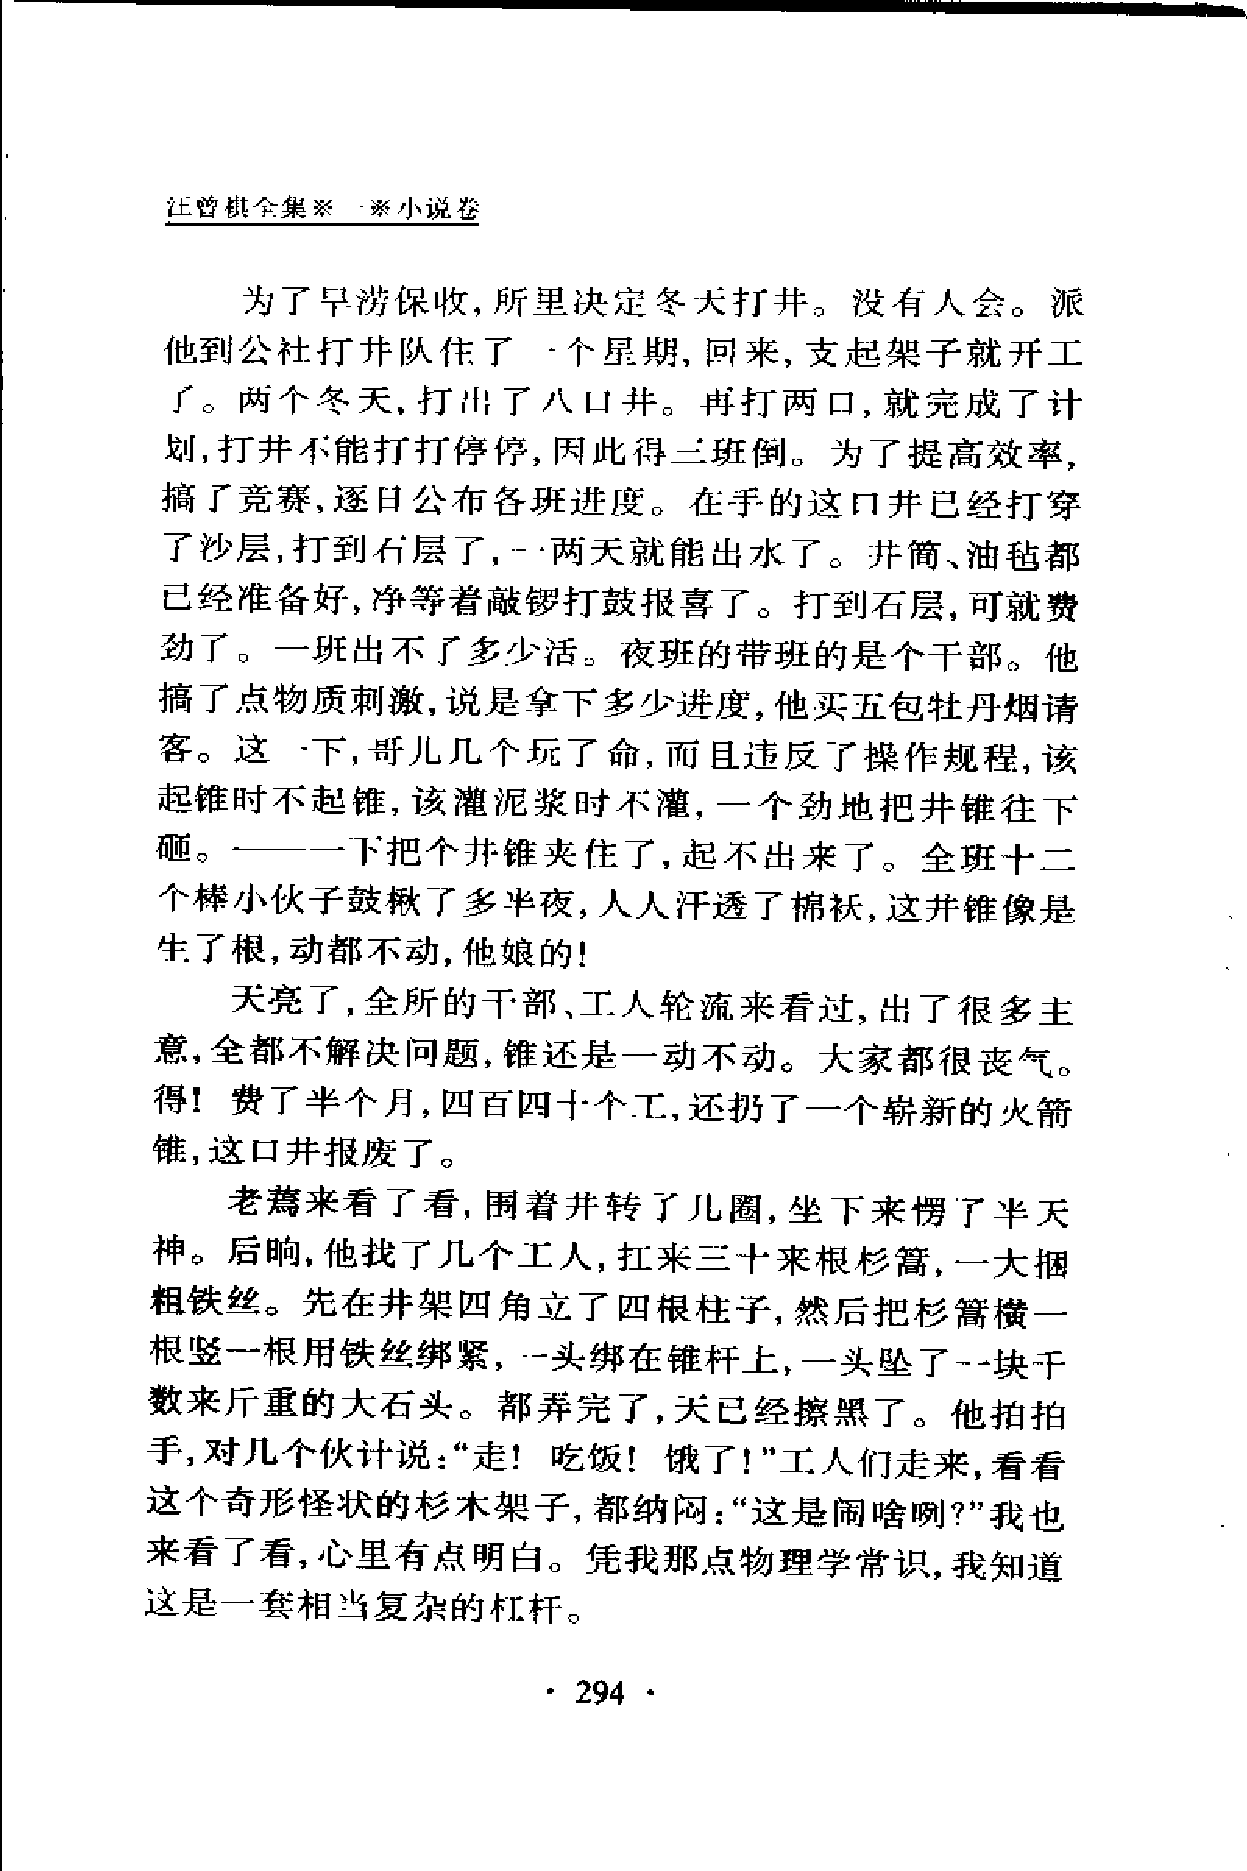 汪曾祺全集※一※小说卷
为了旱涝保收,所里决定冬天打井。没有人会。派
他到公社打井队住了一个星期,回来,支起架子就开工
了。两个冬天,打出了八口井。再打两口,就完成了计
划,打井不能打打停停,因此得三班倒。为了提高效率,
搞了竞赛,逐日公布各班进度。在手的这口井已经打穿
了沙层,打到石层了,一两天就能出水了。井筒、油毡都
已经准备好,净等着敲锣打鼓报喜了。打到石层,可就费
劲了。一班出不了多少活。夜班的带班的是个干部。他
搞了点物质刺激,说是拿下多少进度,他买五包牡丹烟请
客。这一下,哥儿几个玩了命,而且违反了操作规程,该
起锥时不起锥,该灌泥浆时不灌,一个劲地把井锥往下
砸。——一下把个井锥夹住了,起不出来了。全班十二
个棒小伙子鼓揪了多半夜,人人汗透了棉袄,这井锥像是
生了根,动都不动,他娘的!
天亮了,全所的干部、工人轮流来看过,出了很多主
意,全都不解决问题,锥还是一动不动。大家都很丧气。
得! 费了半个月,四百四十个工,还扔了一个崭新的火箭
锥,这口井报废了。
老蔫来看了看,围着井转了几圈,坐下来愣了半天
神。后晌,他找了几个工人,扛来三十来根杉篙,一大捆
粗铁丝。先在井架四角立了四根柱子,然后把杉篙横一
根竖一根用铁丝绑紧,一头绑在锥杆上,一头坠了一块千
数来斤重的大石头。都弄完了,天已经擦黑了。他拍拍
手,对几个伙计说:“走! 吃饭! 饿了!”工人们走来,看看
这个奇形怪状的杉木架子,都纳闷:“这是闹啥咧?”我也
来看了看,心里有点明白。凭我那点物理学常识,我知道
这是一套相当复杂的杠杆。
· 294 ·